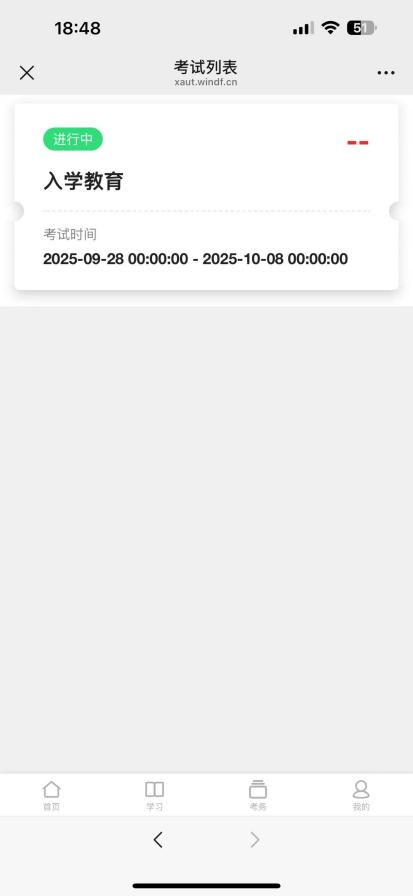 18:48
51
考试列表
xaut.windf.cn
进行中
--
入学教育
考试时间
2025-09-28 00:00:00 - 2025-10-08 00:00:00
首页
学习
考务
我的